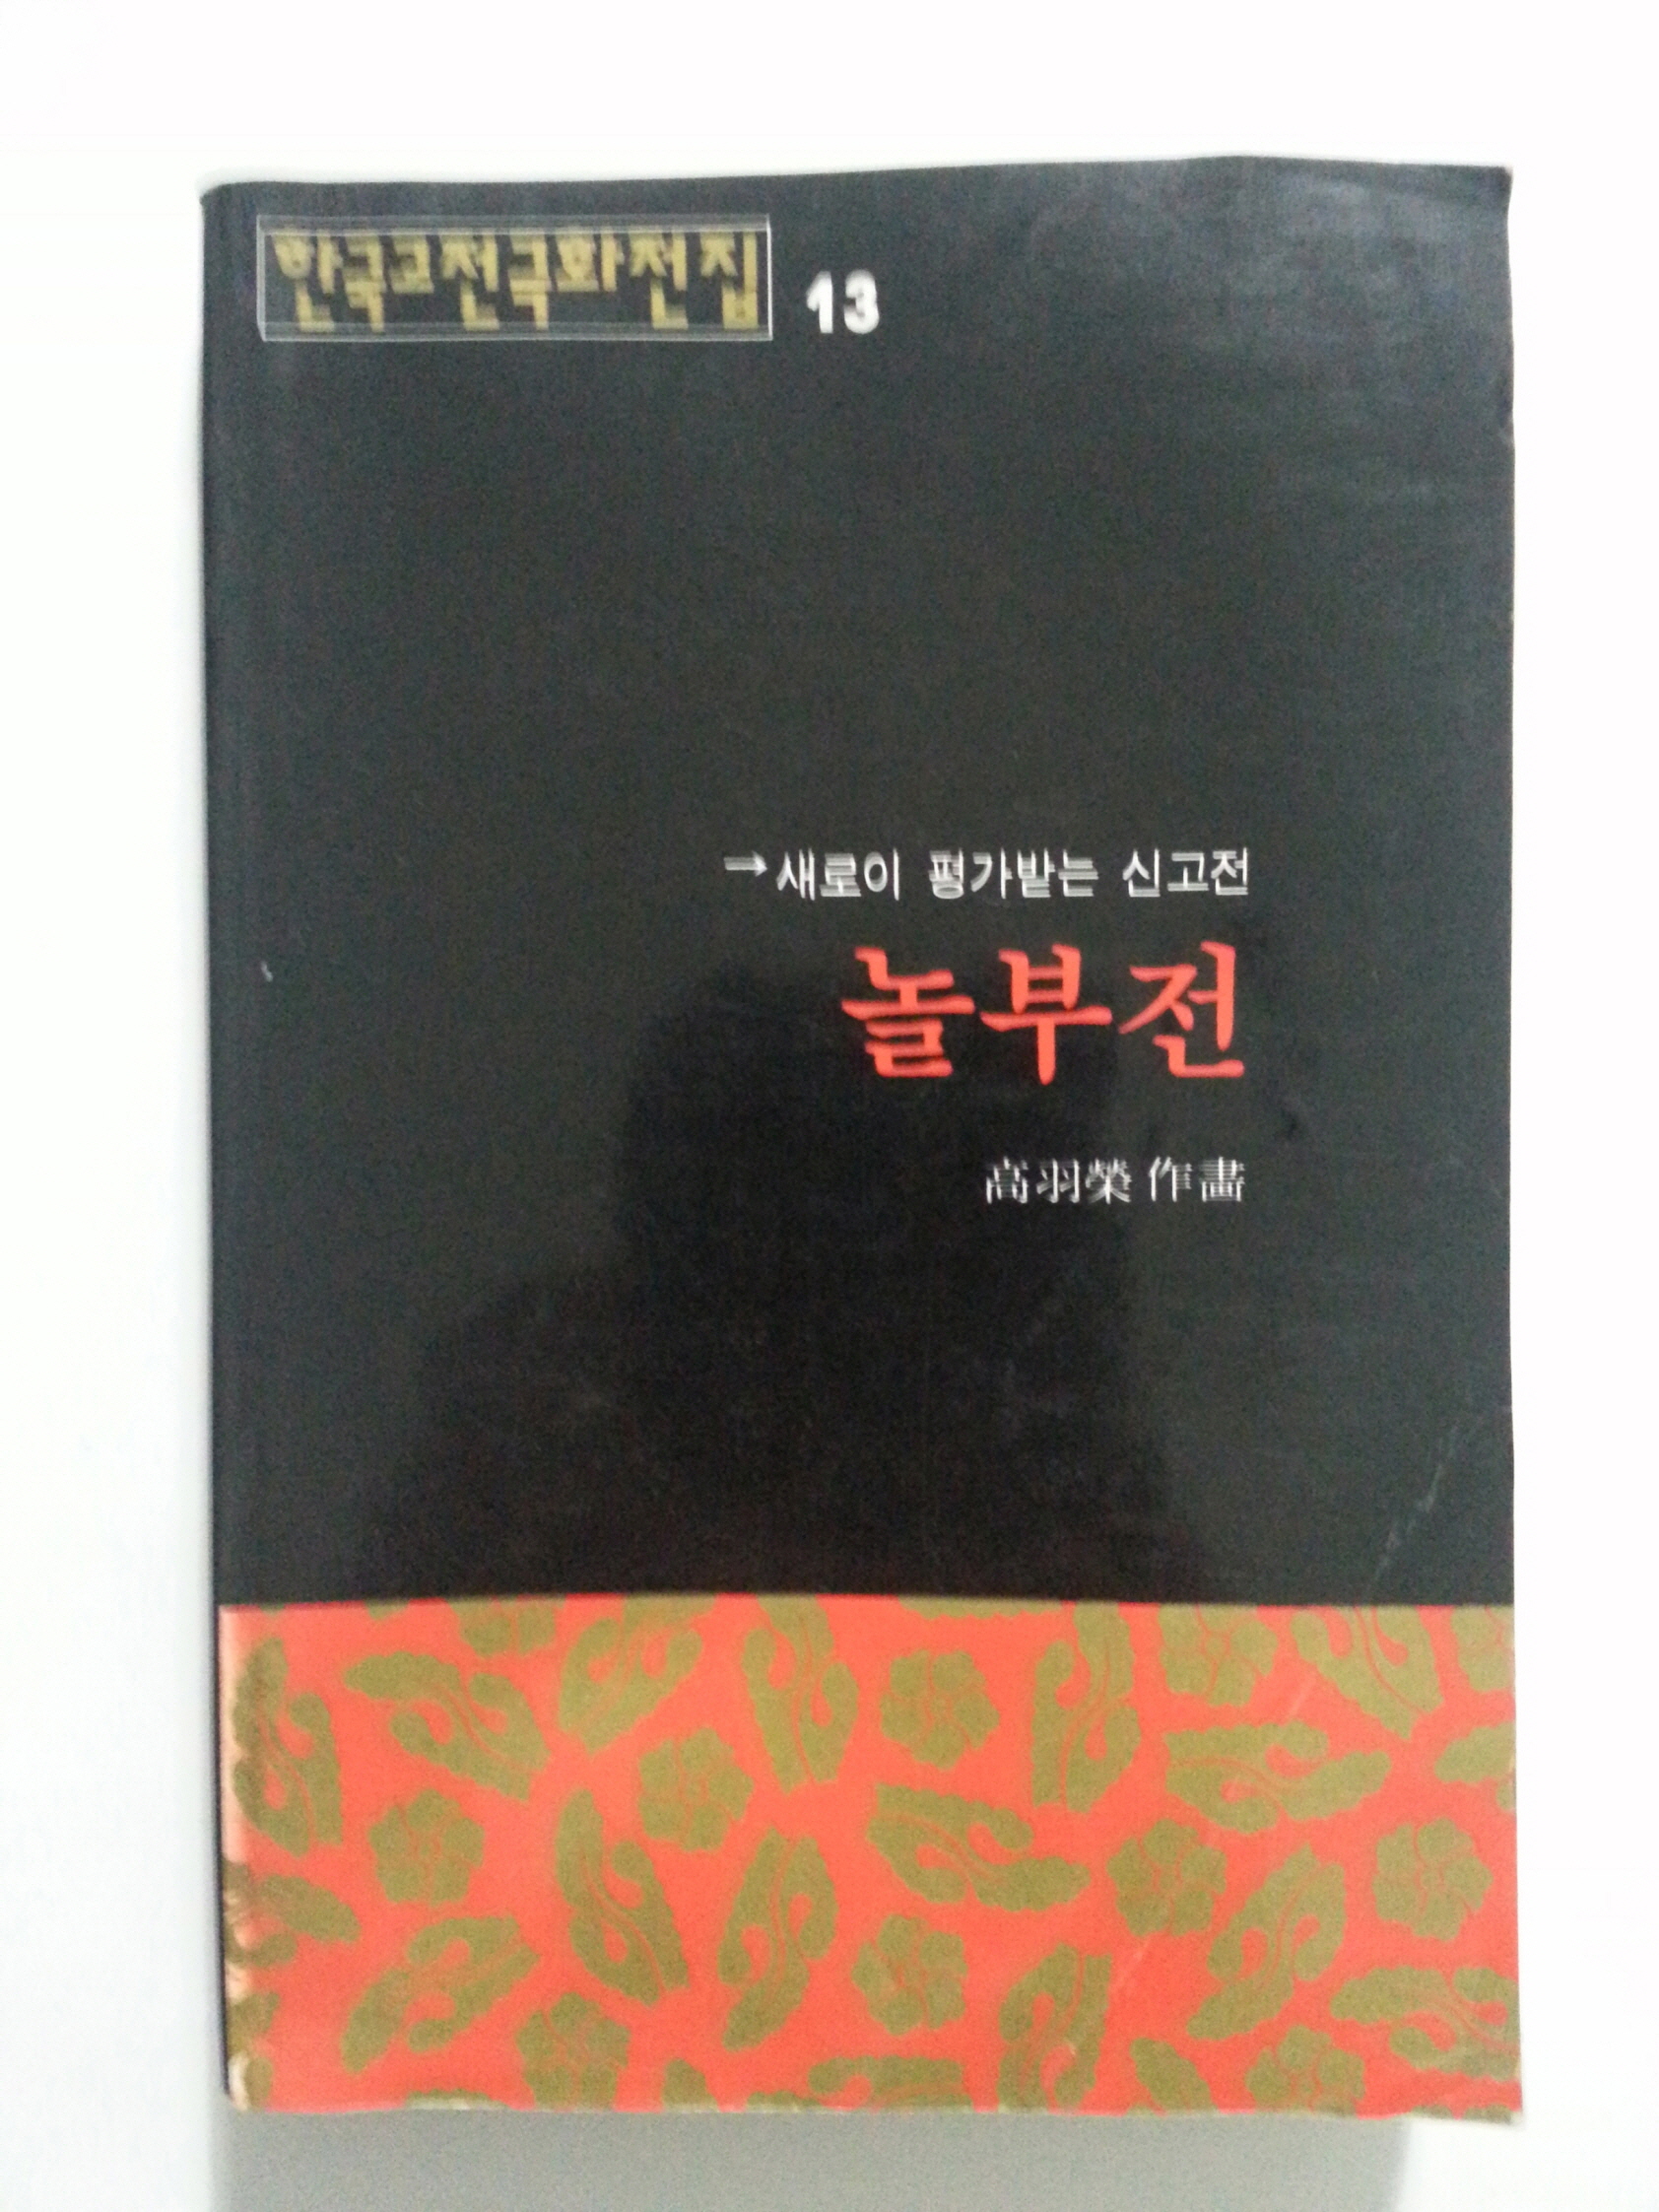 한국고전극화전집 13
→새로이 평가받는 신고전
놀부전
高羽榮 作畵